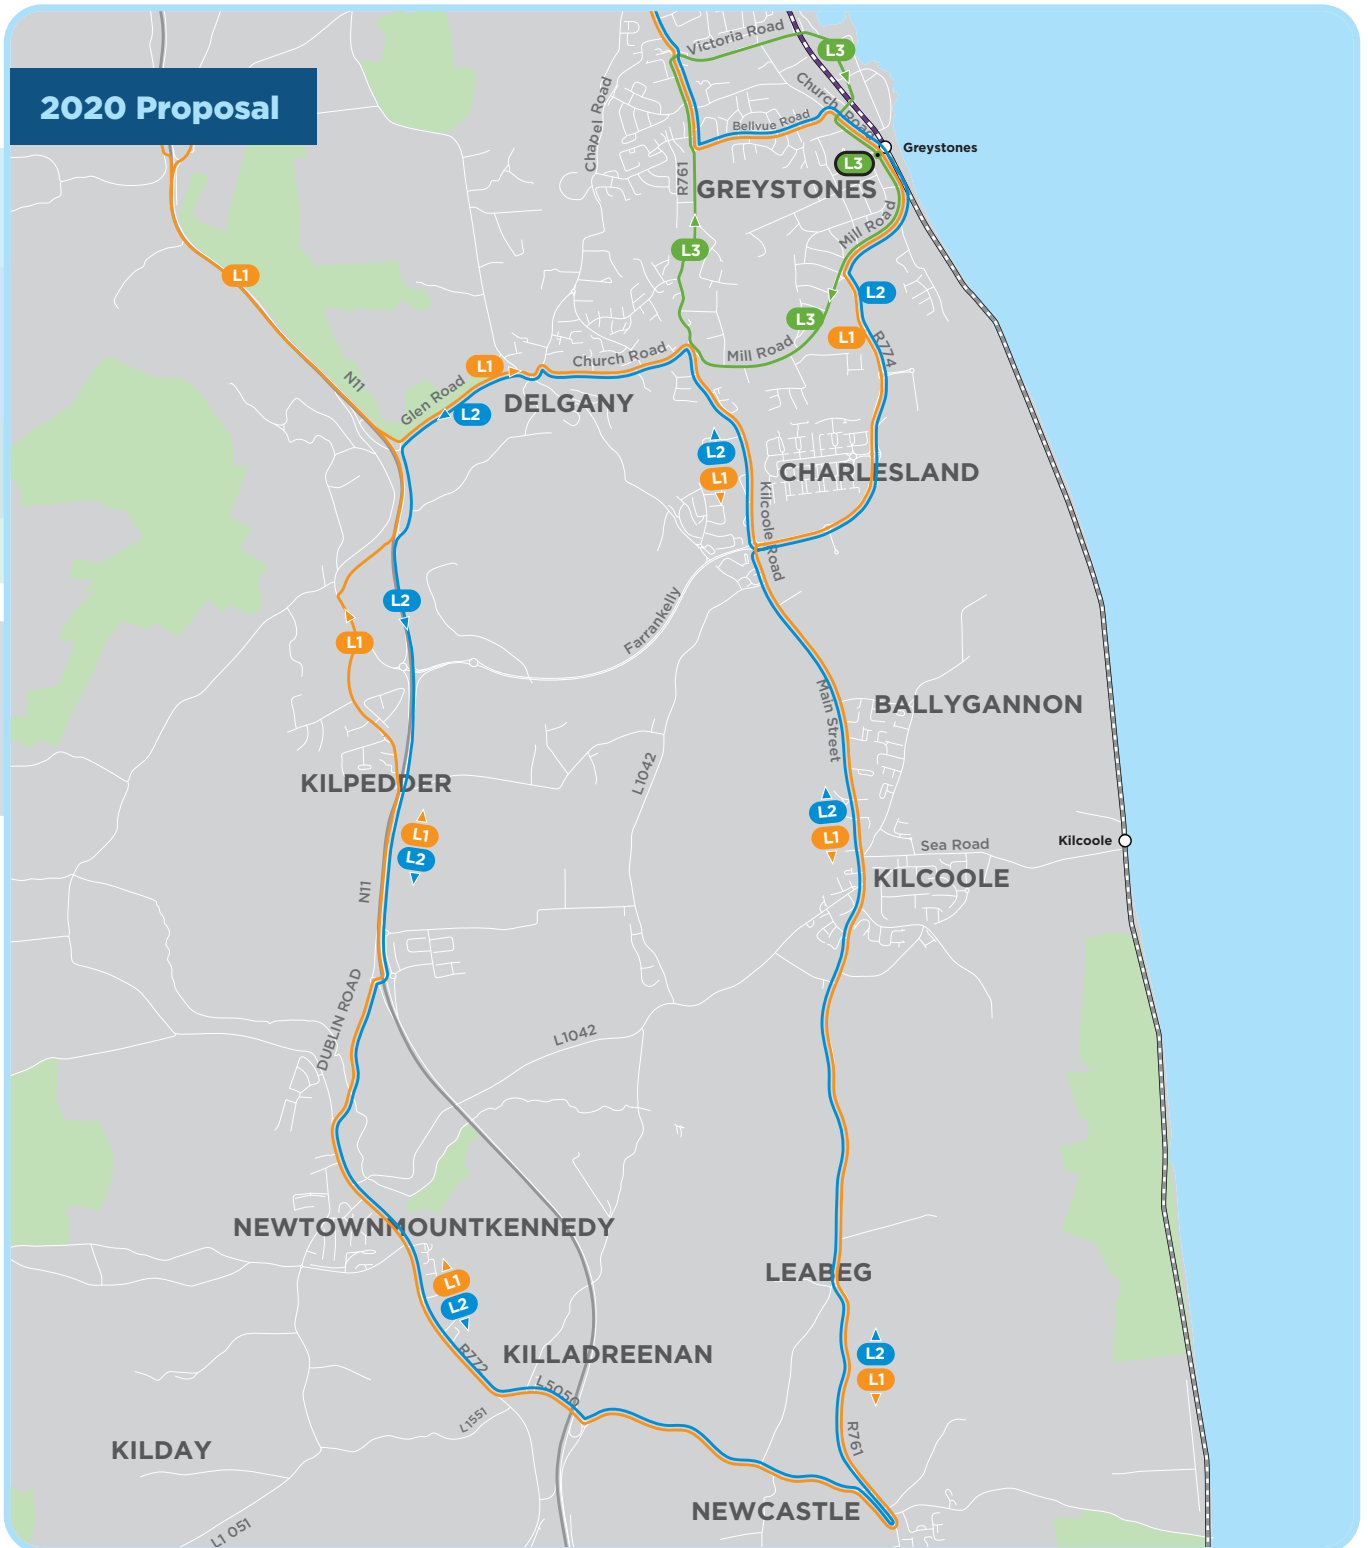 2020 Proposal
Victoria Road
L3
Church Road
Chapel Road
Bellvue Road
Greystones
L3
R761
GREYSTONES
Mill Road
L3
L1
L2
L3
L1
R774
Mill Road
Church Road
L1
N11
Glen Road
L2
DELGANY
L2
L1
CHARLESLAND
Kilcoole Road
L2
Farrankelly
L1
Main Street
BALLYGANNON
L1042
KILPEDDER
L2
L1
L1
L2
Sea Road
Kilcoole
KILCOOLE
N11
DUBLIN ROAD
L1042
NEWTOWNMOUNTKENNEDY
L1
L2
LEABEG
R772
KILLADREENAN
L2
L1
L5050
L1551
R761
KILDAY
NEWCASTLE
L1 051